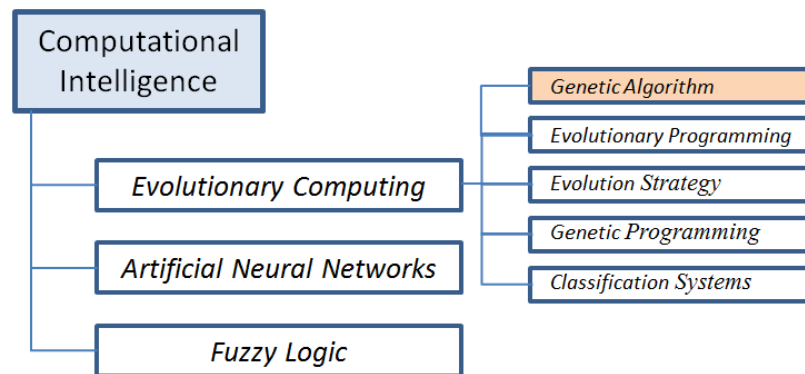 Computational
Intelligence
Genetic Algorithm
Evolutionary Programming
Evolutionary Computing
Evolution Strategy
Genetic Programming
Artificial Neural Networks
Classification Systems
Fuzzy Logic